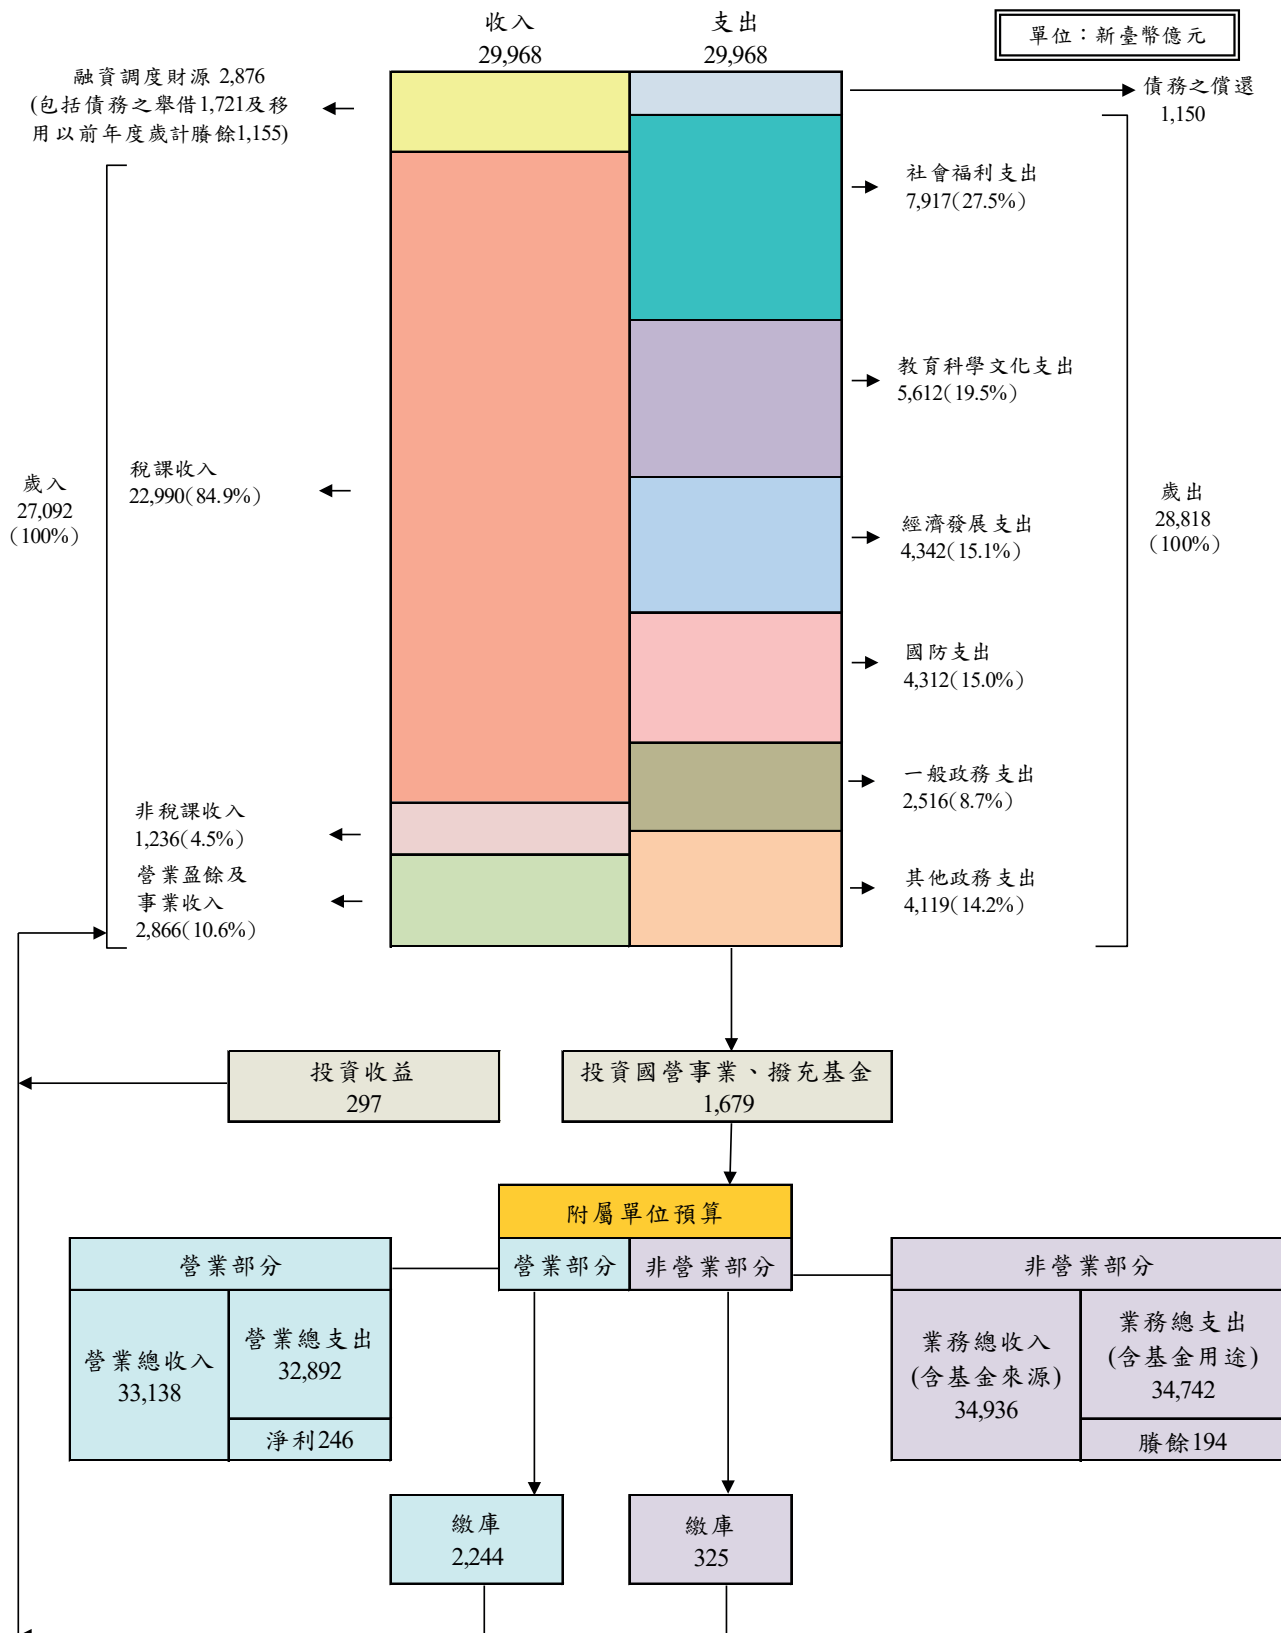 收入
29,968
支出
29,968
單位：新臺幣億元
融資調度財源 2,876
(包括債務之舉借1,721及移
用以前年度歲計賸餘1,155)
債務之償還
1,150
社會福利支出
7,917(27.5%)
教育科學文化支出
5,612(19.5%)
歲入
27,092
(100%)
稅課收入
22,990(84.9%)
經濟發展支出
4,342(15.1%)
歲出
28,818
(100%)
國防支出
4,312(15.0%)
一般政務支出
2,516(8.7%)
非稅課收入
1,236(4.5%)
營業盈餘及
事業收入
2,866(10.6%)
其他政務支出
4,119(14.2%)
投資收益
297
投資國營事業、撥充基金
1,679
附屬單位預算
營業部分
非營業部分
營業部分
營業總收入
33,138
營業總支出
32,892
淨利246
非營業部分
業務總收入
(含基金來源)
34,936
業務總支出
(含基金用途)
34,742
賸餘194
繳庫
2,244
繳庫
325